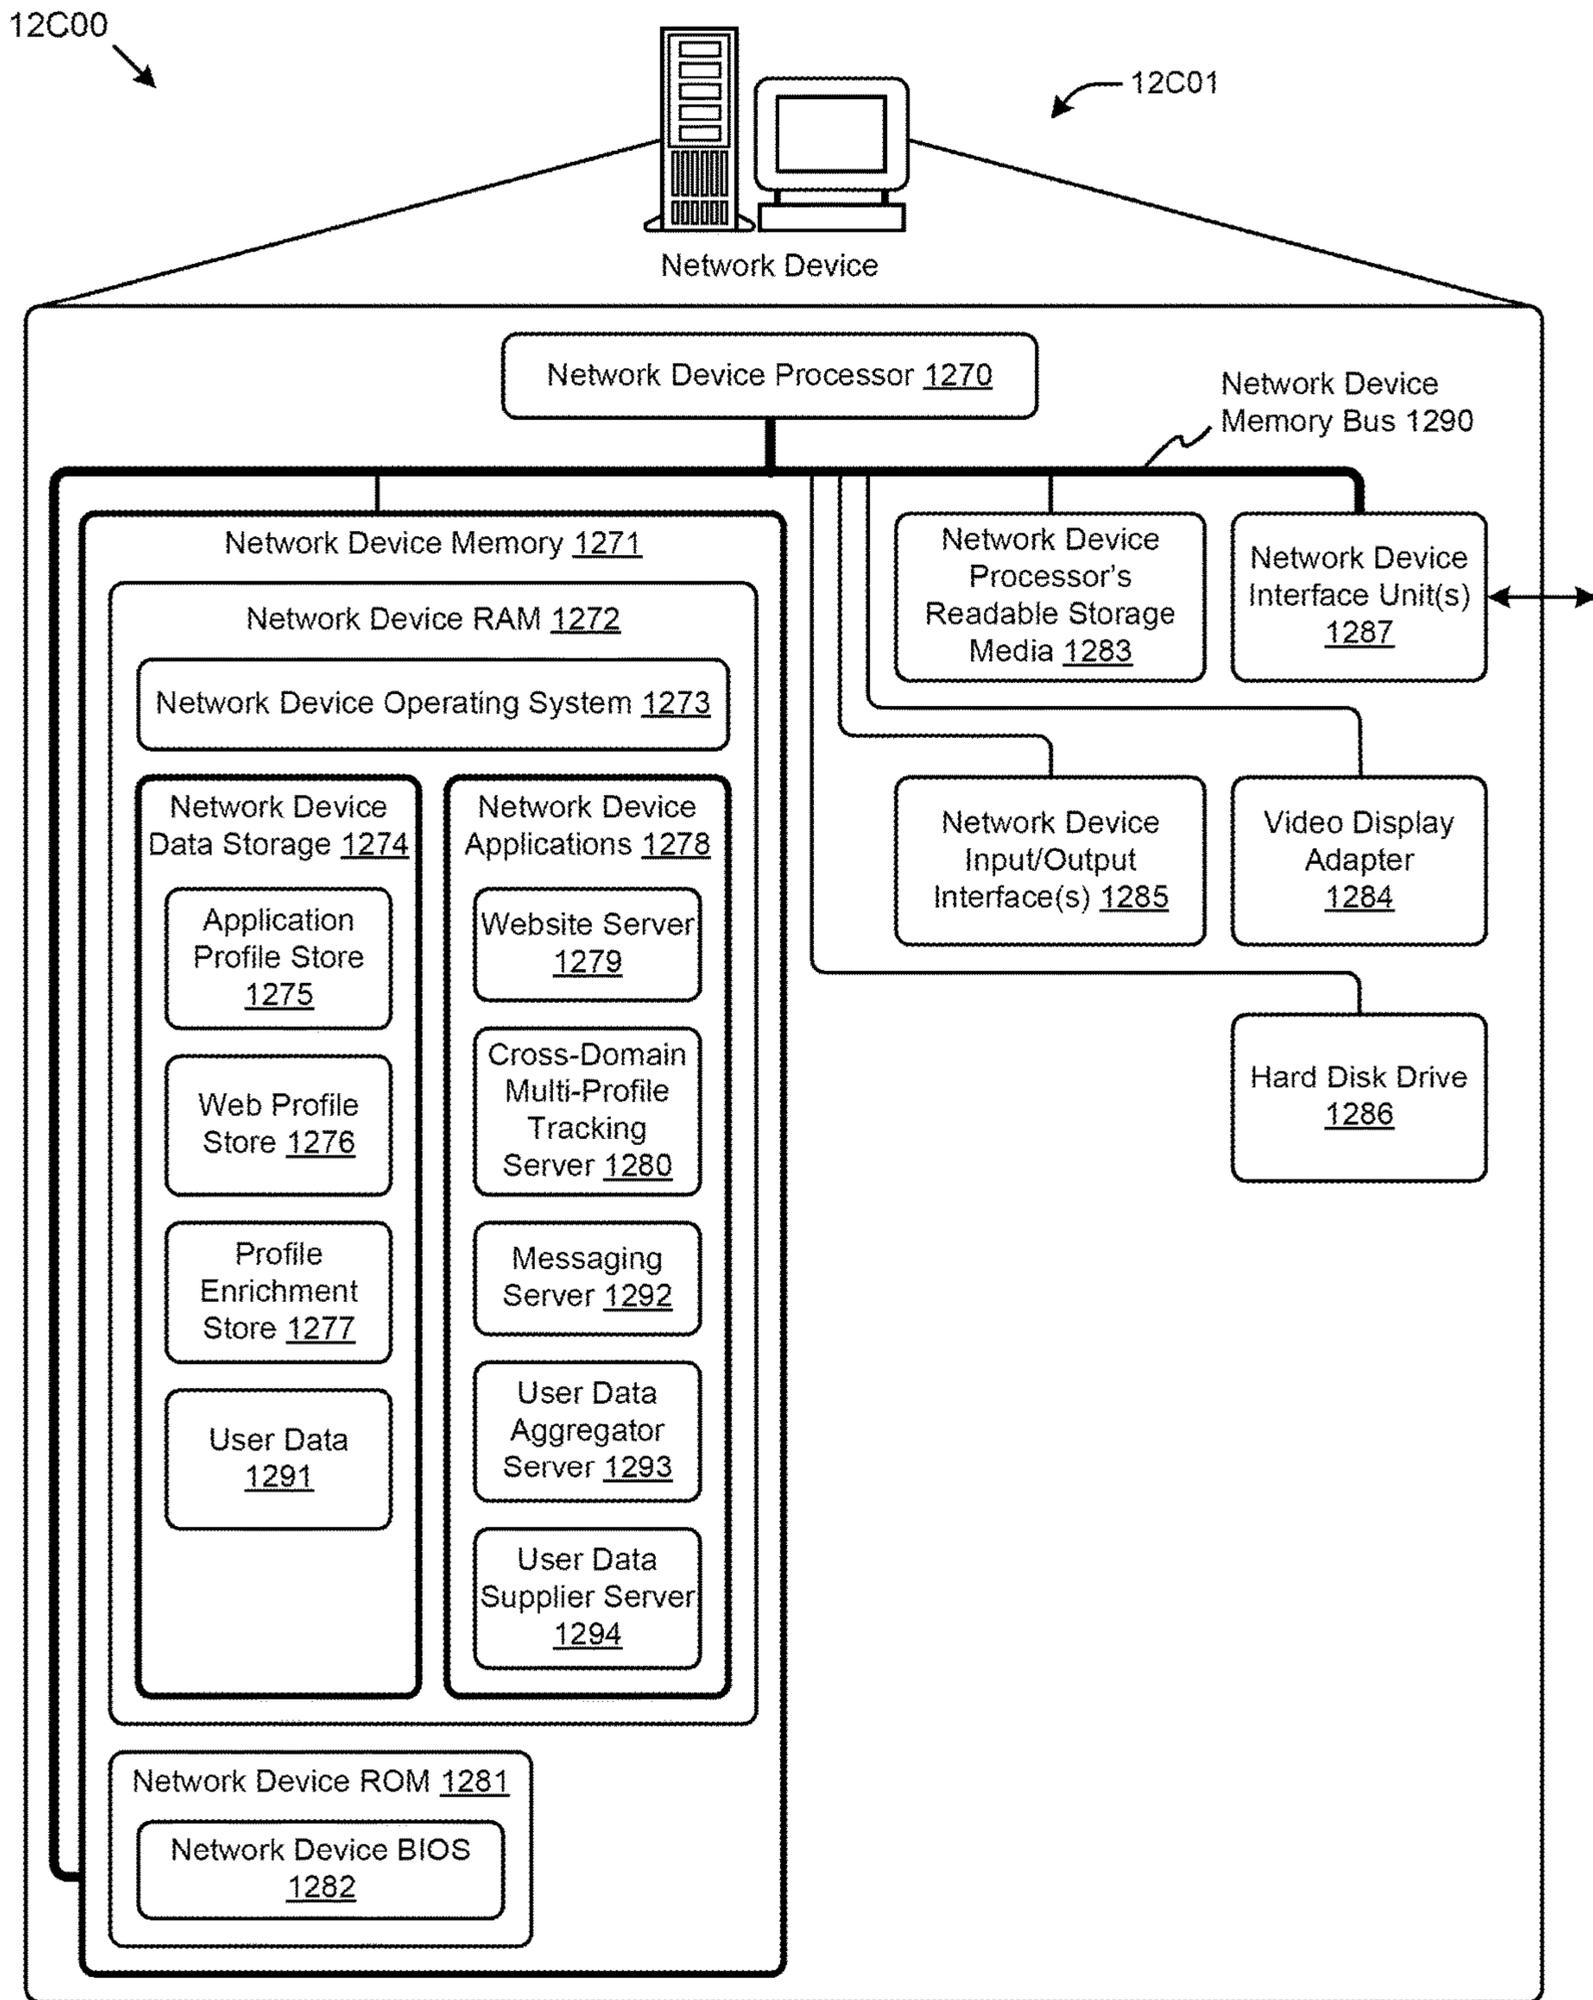 12C00
12C01
Network Device
Network Device Processor 1270
Network Device
Memory Bus 1290
Network Device Memory 1271
Network Device RAM 1272
Network Device Operating System 1273
Network Device
Data Storage 1274
Application
Profile Store
1275
Web Profile
Store 1276
Profile
Enrichment
Store 1277
User Data
1291
Network Device
Applications 1278
Website Server
1279
Cross-Domain
Multi-Profile
Tracking
Server 1280
Messaging
Server 1292
User Data
Aggregator
Server 1293
User Data
Supplier Server
1294
Network Device ROM 1281
Network Device BIOS
1282
Network Device
Processor's
Readable Storage
Media 1283
Network Device
Interface Unit(s)
1287
Network Device
Input/Output
Interface(s) 1285
Video Display
Adapter
1284
Hard Disk Drive
1286